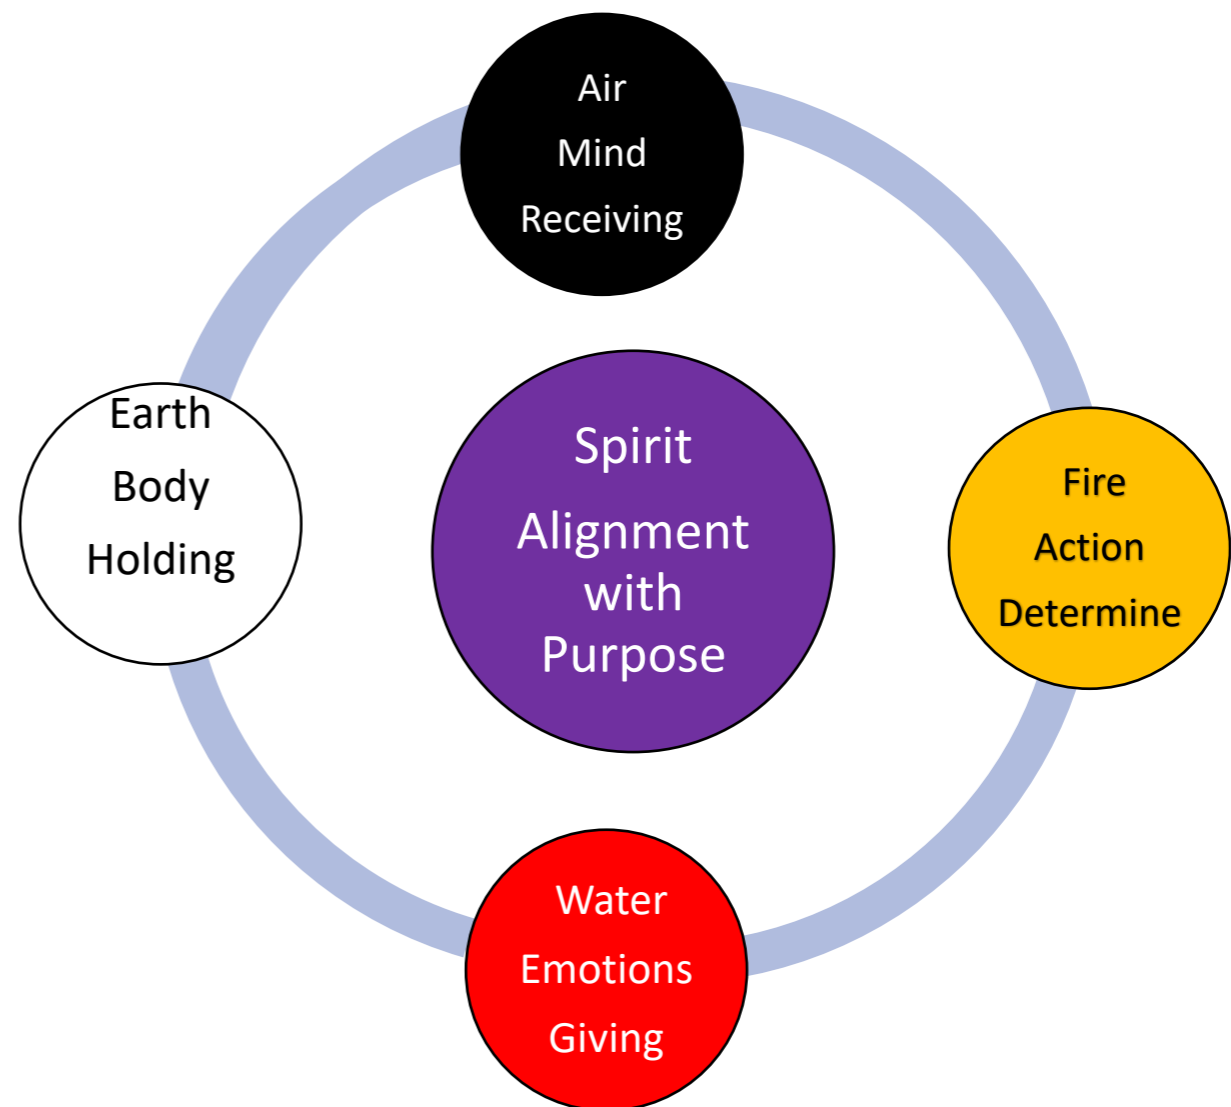 Air
Mind
Receiving
Earth
Body
Holding
Spirit
Alignment
with
Purpose
Fire
Action
Determine
Water
Emotions
Giving